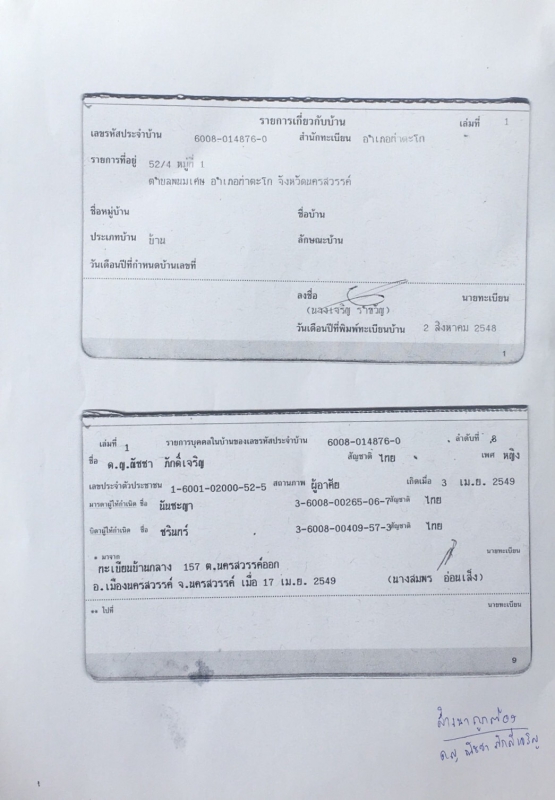 รายการเกี่ยวกับบ้าน เล่มที่ 1
เลขรหัสประจำบ้าน 6008-014876-0 สำนักทะเบียน อำเภอท่าตะโก
รายการที่อยู่ 52/4 หมู่ที่ 1
ตำบลพนมเศษ อำเภอท่าตะโก จังหวัดนครสวรรค์
ชื่อหมู่บ้าน ชื่อบ้าน
ประเภทบ้าน บ้าน ลักษณะบ้าน
วันเดือนปีที่กำหนดบ้านเลขที่
ลงชื่อ นายทะเบียน
วันเดือนปีที่พิมพ์ทะเบียนบ้าน 2 สิงหาคม 2548
1
เล่มที่ 1 รายการบุคคลในบ้านของเลขรหัสประจำบ้าน 6008-014876-0 ลำดับที่ 8
ชื่อ ด.ญ.ณัชชา ภักดิ์เจริญ สัญชาติ ไทย เพศ หญิง
เลขประจำตัวประชาชน 1-6001-02000-52-5 สถานภาพ ผู้อาศัย เกิดเมื่อ 3 เม.ย. 2549
มารดาผู้ให้กำเนิด ชื่อ นันชะญา 3-6008-00265-06-7 สัญชาติ ไทย
บิดาผู้ให้กำเนิด ชื่อ ชรินทร์ 3-6008-00409-57-3 สัญชาติ ไทย
* มาจาก นายทะเบียน
ทะเบียนบ้านกลาง 157 ต.นครสวรรค์ออก
อ.เมืองนครสวรรค์ จ.นครสวรรค์ เมื่อ 17 เม.ย. 2549 (นางสมพร อ่อนเล็ง)
** ไปที่ นายทะเบียน
9
สำเนาถูกต้อง
ด.ญ ณัชชา ภักดิ์เจริญ
1